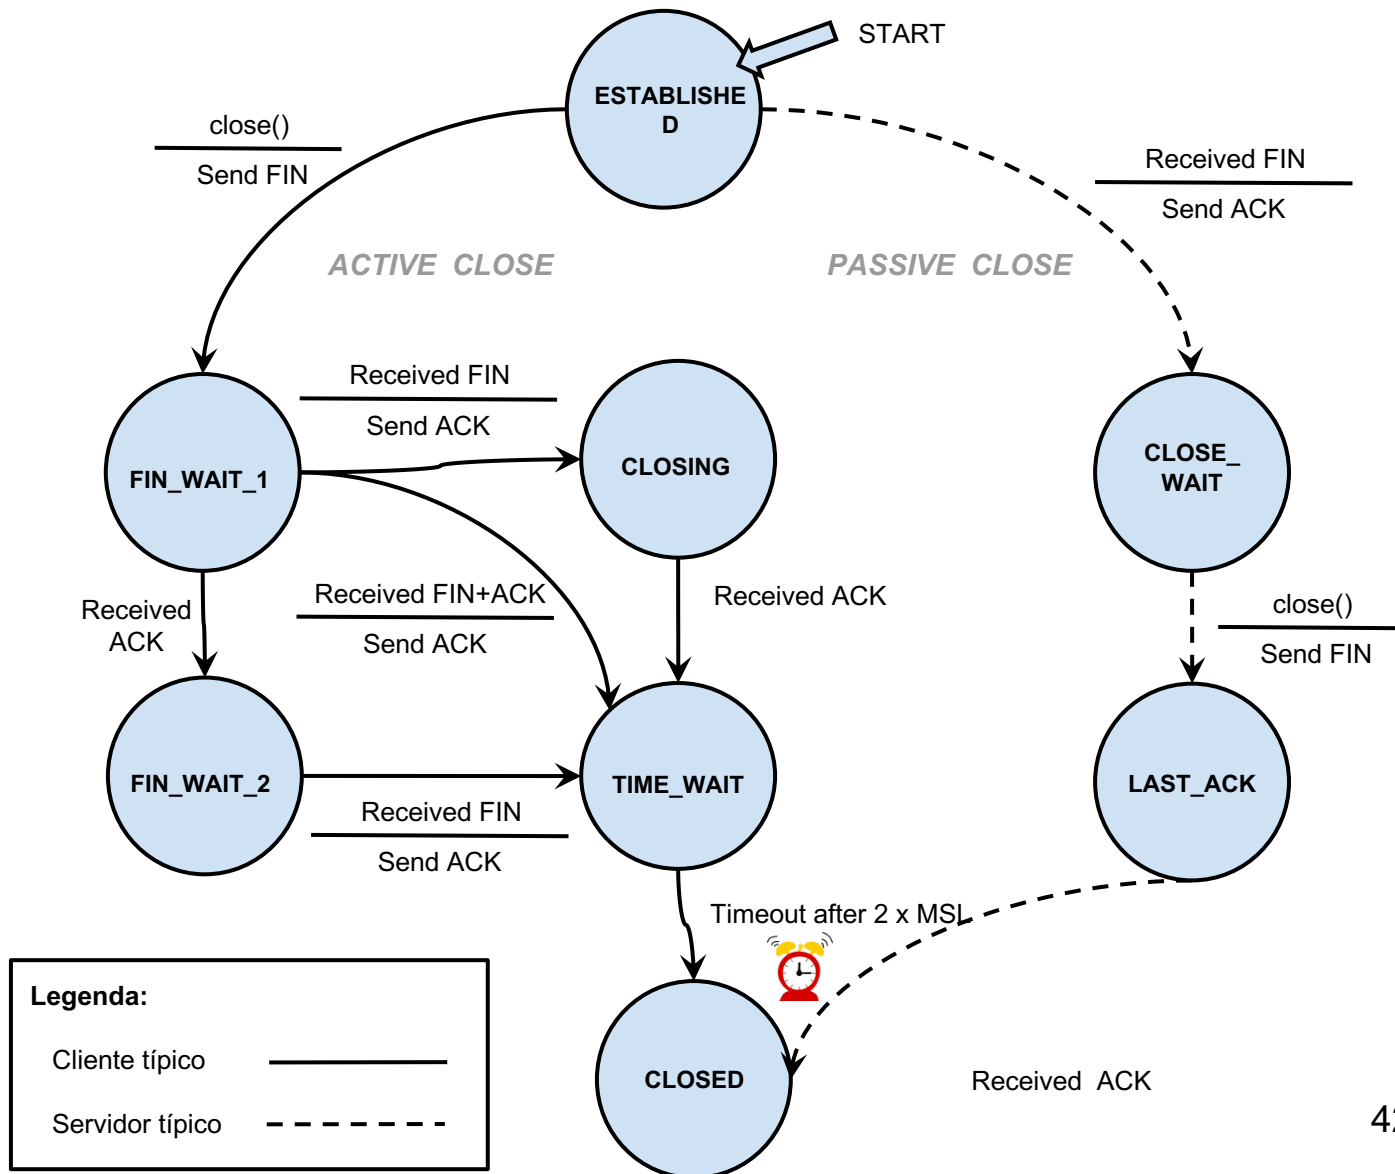 START
ESTABLISHE
D
close()
Send FIN
Received FIN
Send ACK
ACTIVE CLOSE
PASSIVE CLOSE
Received FIN
Send ACK
FIN_WAIT_1
CLOSING
CLOSE_
WAIT
Received
ACK
Received FIN+ACK
Send ACK
Received ACK
close()
Send FIN
FIN_WAIT_2
TIME_WAIT
LAST_ACK
Received FIN
Send ACK
Timeout after 2 x MSL
Legenda:
Cliente típico
Servidor típico
CLOSED
Received ACK
42